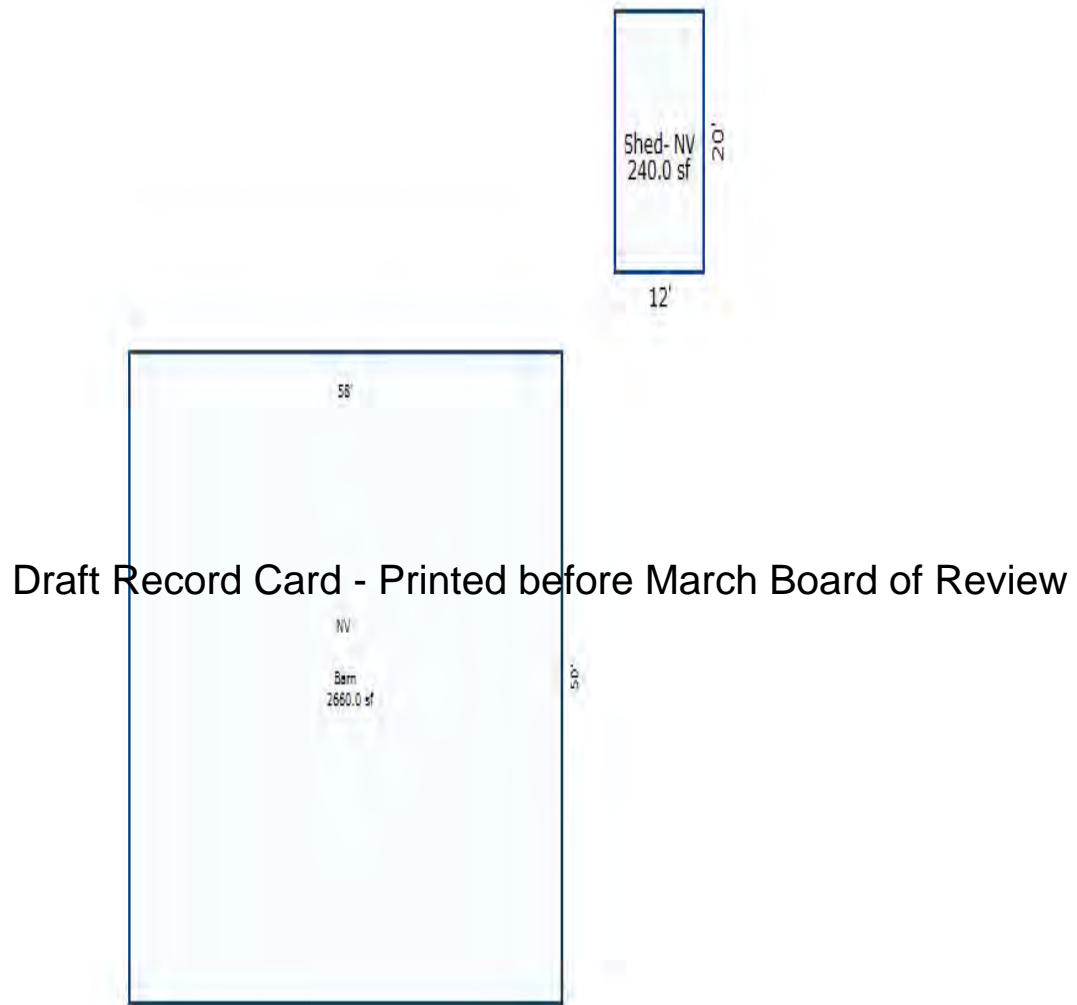 Shed- NV
240.0 sf
20'
12'
58'
Draft Record Card - Printed before March Board of Review
NV
Barn
2660.0 sf
50'